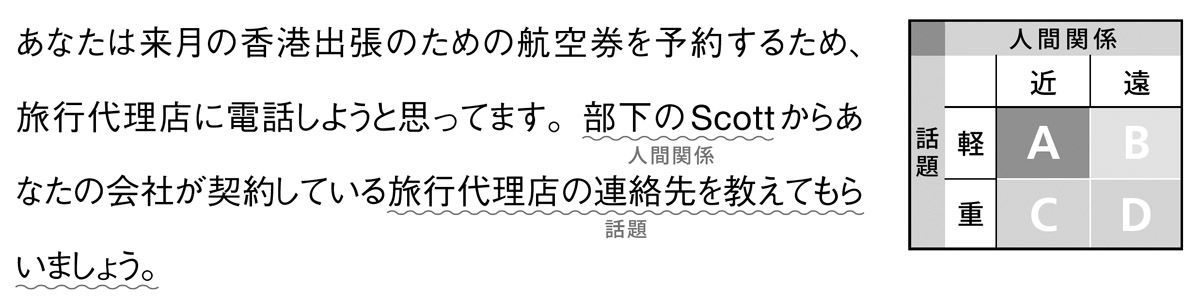 あなたは来月の香港出張のための航空券を予約するため、
旅行代理店に電話しようと思ってます。部下のScottからあ
人間関係
なたの会社が契約している旅行代理店の連絡先を教えてもら
話題
いましょう。
人間関係
近 遠
話題
軽 A B
重 C D